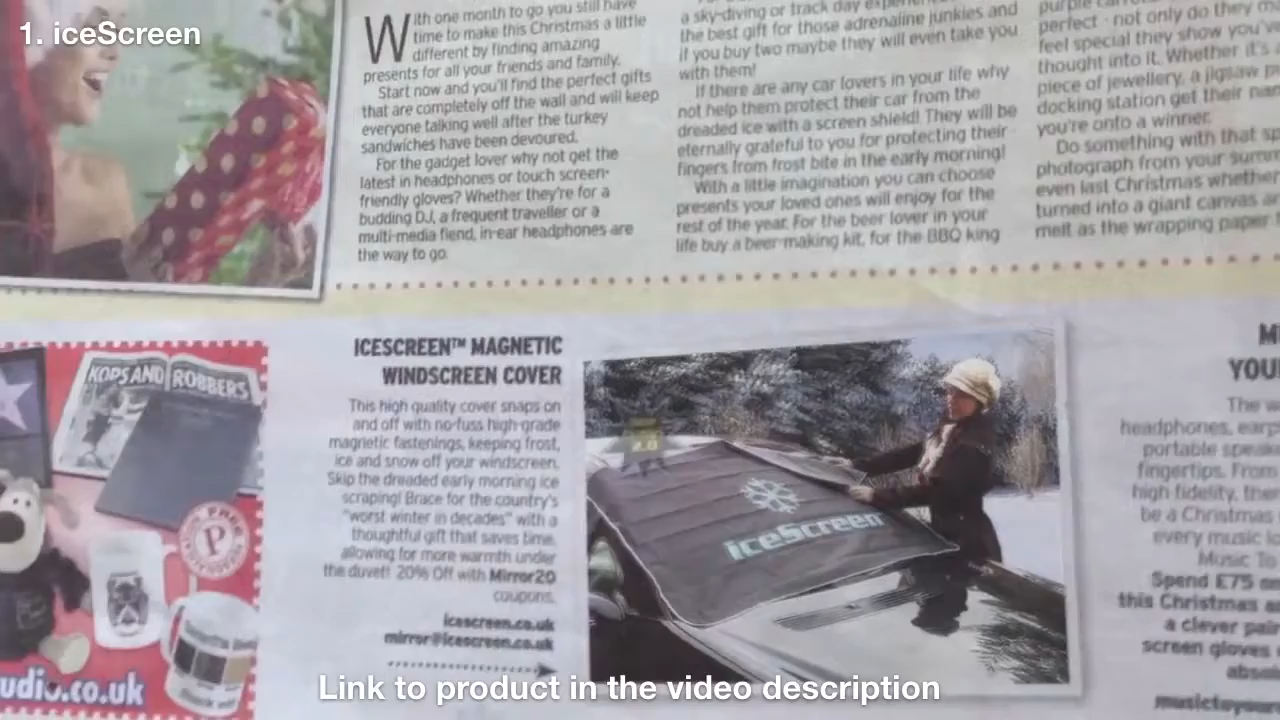 1. iceScreen
With one month to go you still have
time to make this Christmas a little
different by finding amazing
presents for all your friends and family.
Start now and you'll find the perfect gifts
that are completely off the wall and will keep
everyone talking well after the turkey
sandwiches have been devoured.
For the gadget lover why not get the
latest in headphones or touch screen-
friendly gloves? Whether they're for a
budding DJ, a frequent traveller or a
multi-media fiend, in-ear headphones are
the way to go.
a sky-diving or track day
the best gift for those adrenaline junkies and
if you buy two maybe they will even take you
with them!
If there are any car lovers in your life why
not help them protect their car from the
dreaded ice with a screen shield! They will be
eternally grateful to you for protecting their
fingers from frost bite in the early morning!
With a little imagination you can choose
presents your loved ones will enjoy for the
rest of the year. For the beer lover in your
life buy a beer-making kit, for the BBQ king
perfect - not only do they
feel special they show you've
thought into it. Whether it's
piece of jewellery, a jigsaw
docking station get their
you're onto a winner.
Do something with that
photograph from your
even last Christmas whether
turned into a giant canvas
melt as the wrapping paper
KOPS AND ROBBERS
FREE
P
udio.co.uk
ICESCREEN™ MAGNETIC
WINDSCREEN COVER
This high quality cover snaps on
and off with no-fuss high-grade
magnetic fastenings, keeping frost,
ice and snow off your windscreen.
Skip the dreaded early morning ice
scraping! Brace for the country's
"worst winter in decades" with a
thoughtful gift that saves time,
allowing for more warmth under
the duvet! 20% Off with Mirror20
coupons.
icescreen.co.uk
mirror@icescreen.co.uk
2.0
iceScreen
YOU
The
headphones,
portable
fingertips. From
high fidelity,
be a Christmas
every music
Music To
Spend £75
this Christmas
a clever pair
screen gloves
Link to product in the video description